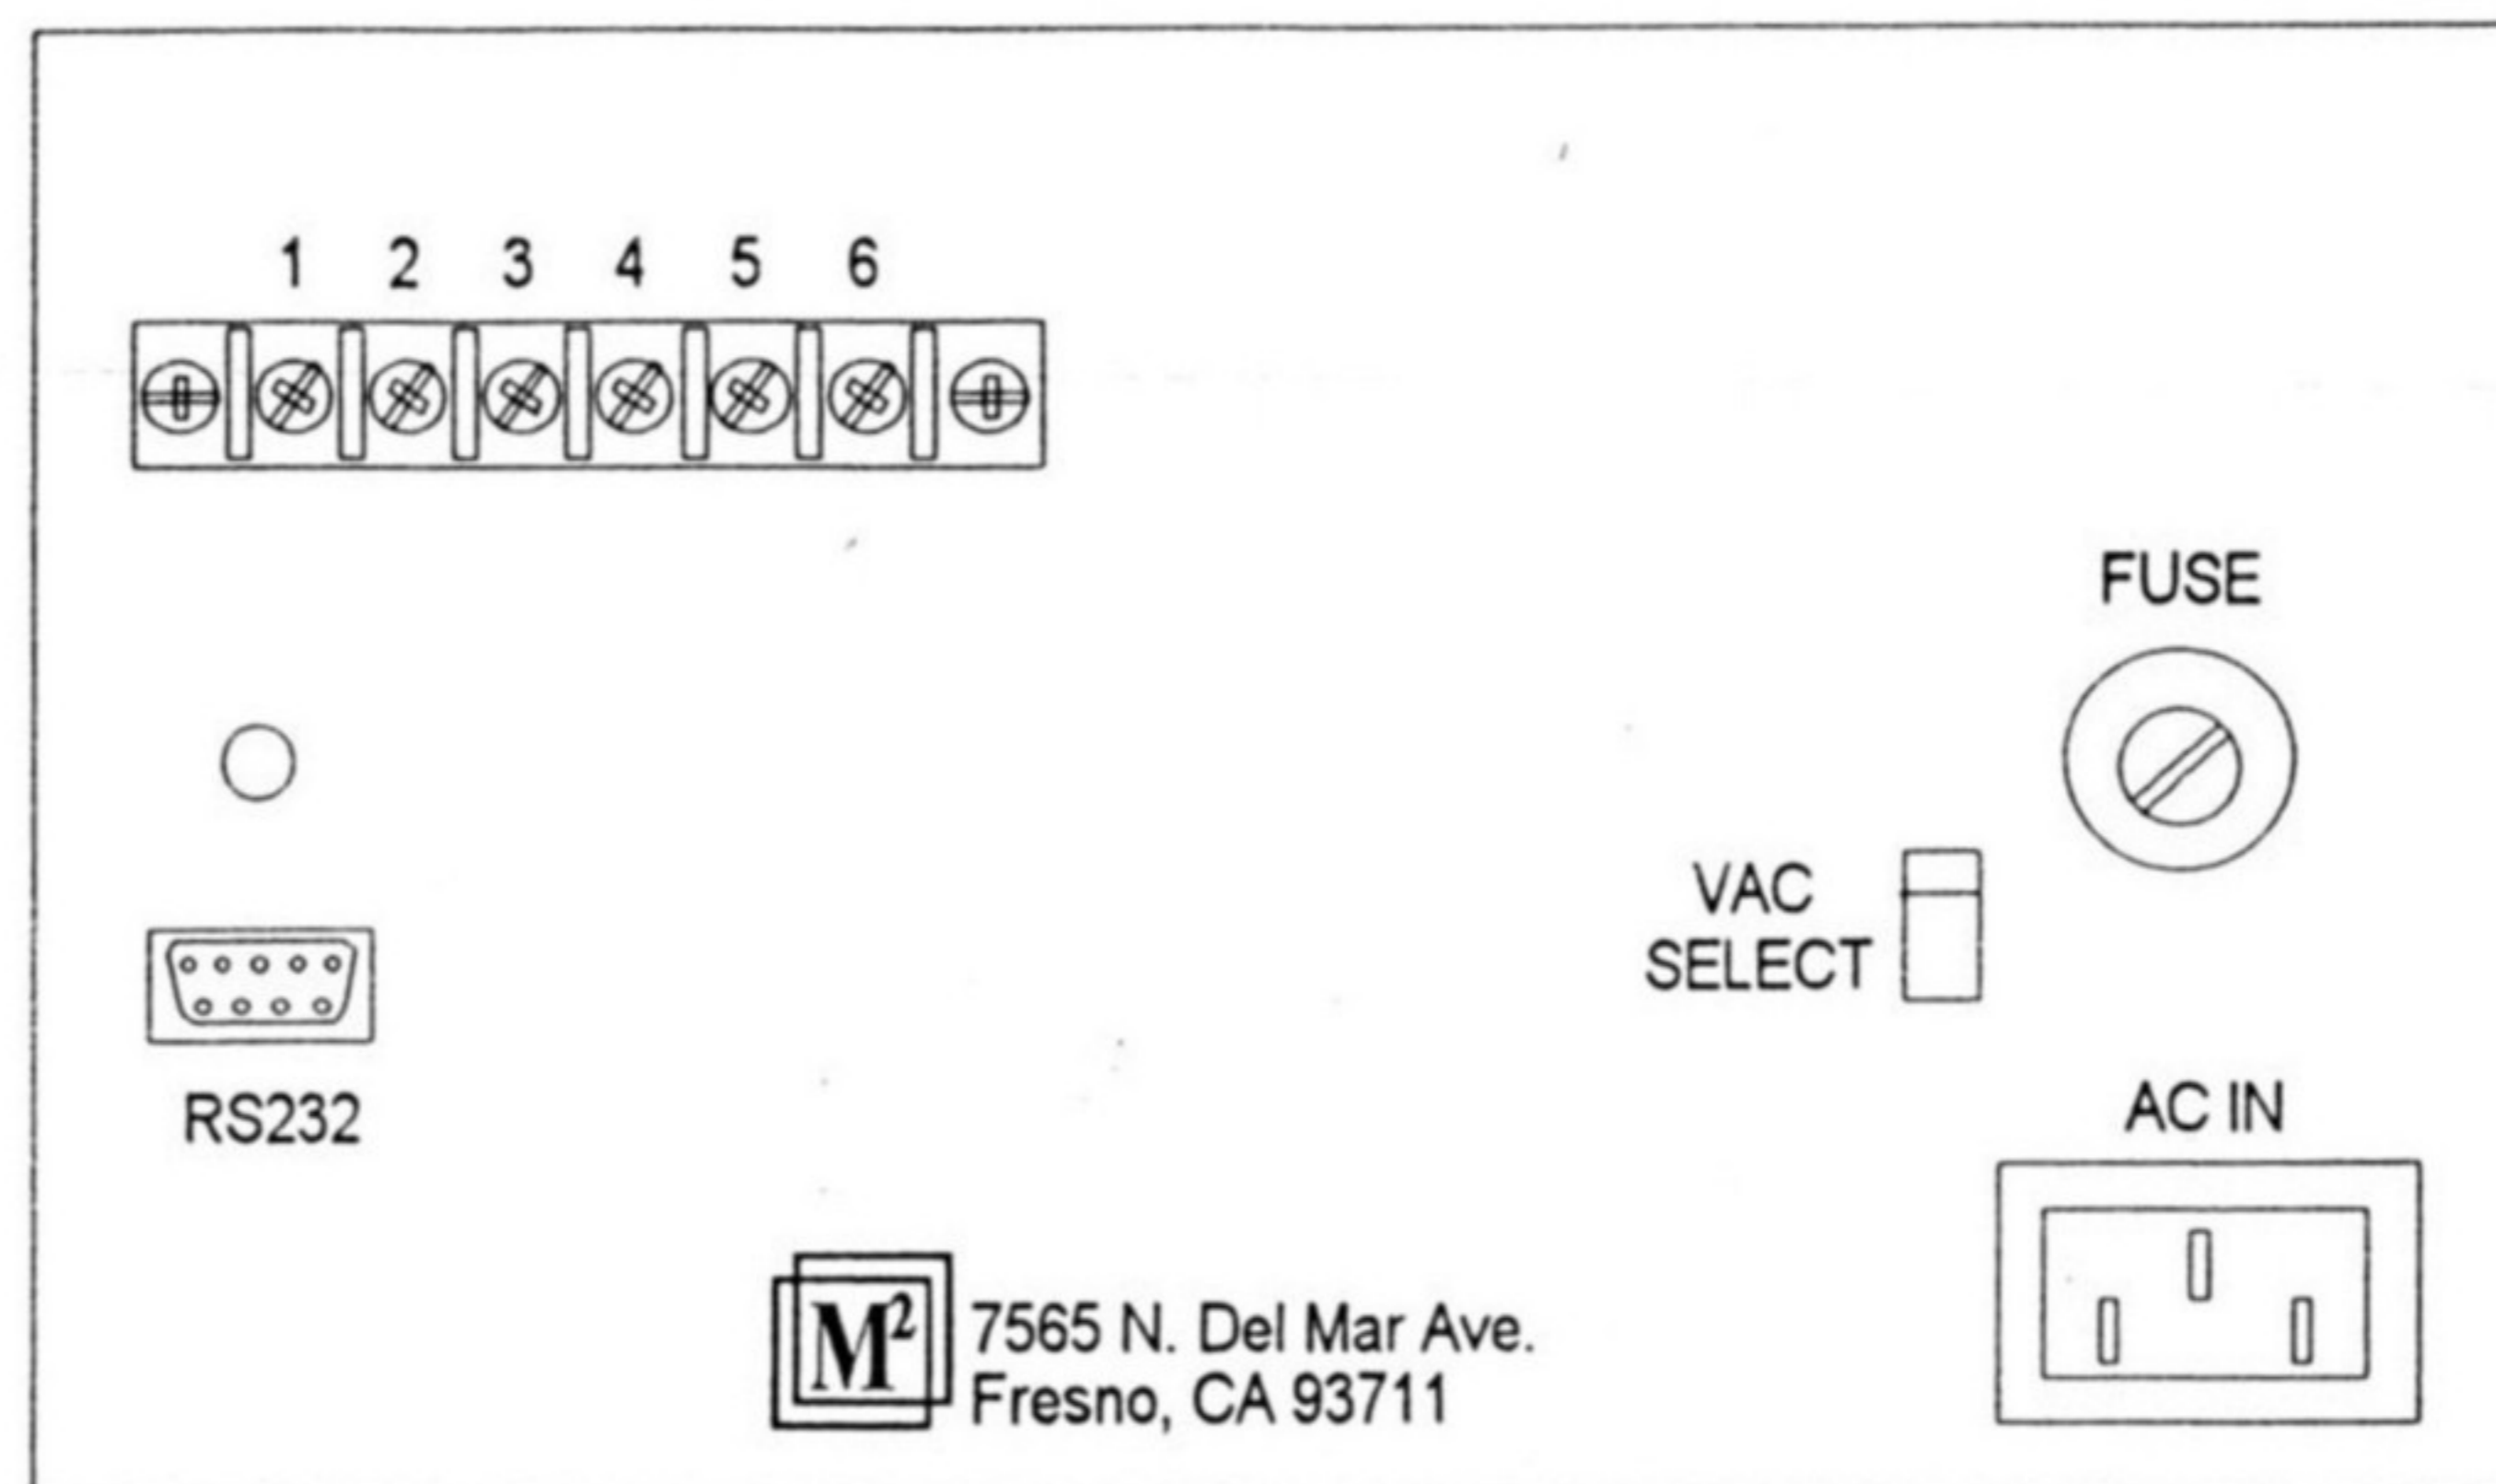 1 2 3 4 5 6
FUSE
VAC
SELECT
RS232
AC IN
M²
7565 N. Del Mar Ave.
Fresno, CA 93711